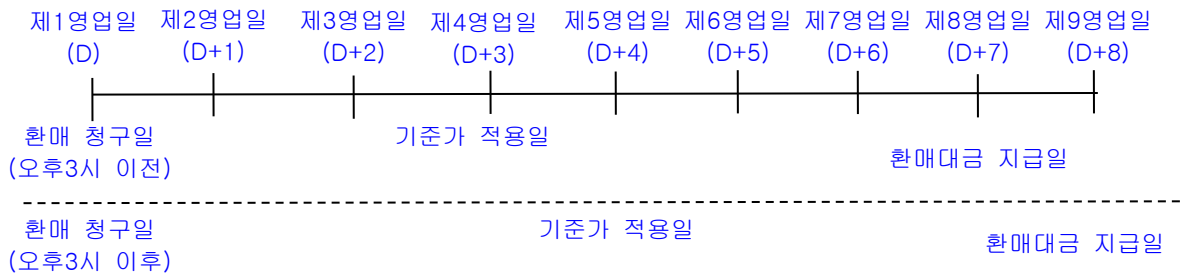 제1영업일 제2영업일 제3영업일 제4영업일 제5영업일 제6영업일 제7영업일 제8영업일 제9영업일
(D) (D+1) (D+2) (D+3) (D+4) (D+5) (D+6) (D+7) (D+8)
환매 청구일 기준가 적용일
(오후3시 이전) 환매대금 지급일
환매 청구일 기준가 적용일
(오후3시 이후) 환매대금 지급일